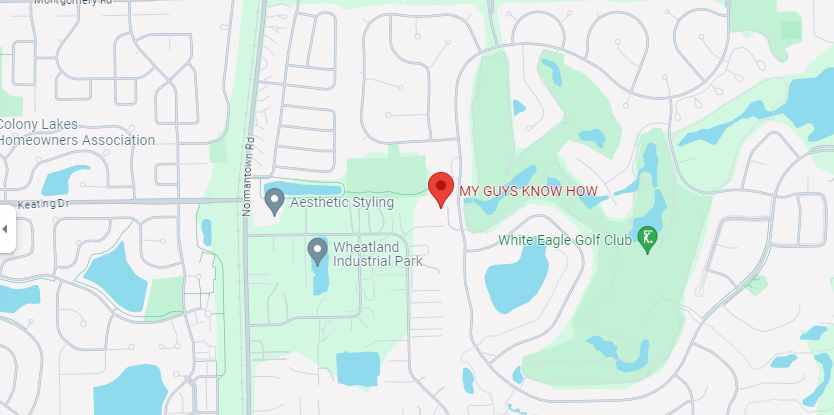 Montgomery Rd
Colony Lakes
Homeowners Association
Normantown Rd
MY GUYS KNOW HOW
Keating Dr
Aesthetic Styling
Wheatland
Industrial Park
White Eagle Golf Club